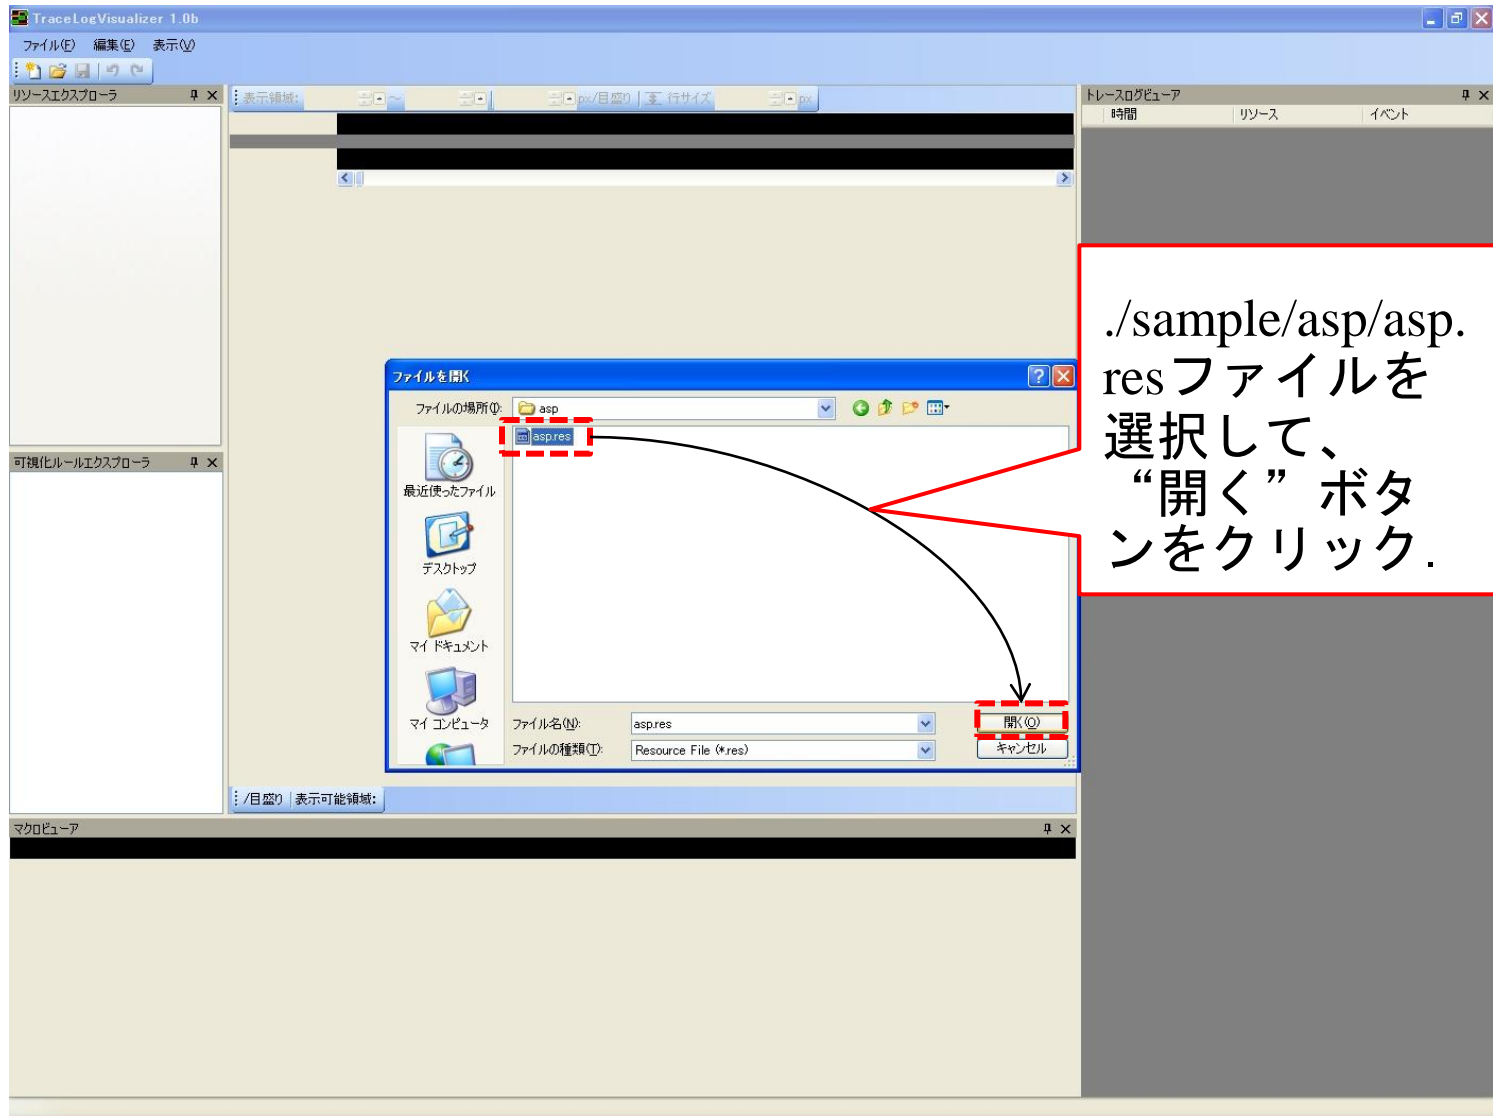 TraceLogVisualizer 1.0b
ファイル(F) 編集(E) 表示(V)
リソースエクスプローラ
表示領域: ～ px/目盛り 行サイズ px
トレースログビューア
時間 リソース イベント
./sample/asp/asp.
resファイルを
選択して、
“開く”ボタ
ンをクリック.
ファイルを開く
ファイルの場所(I): asp
asp.res
最近使ったファイル
デスクトップ
マイ ドキュメント
マイ コンピュータ
ファイル名(N): asp.res 開く(O)
ファイルの種類(T): Resource File (*.res) キャンセル
可視化ルールエクスプローラ
/目盛り 表示可能領域:
マクロビューア